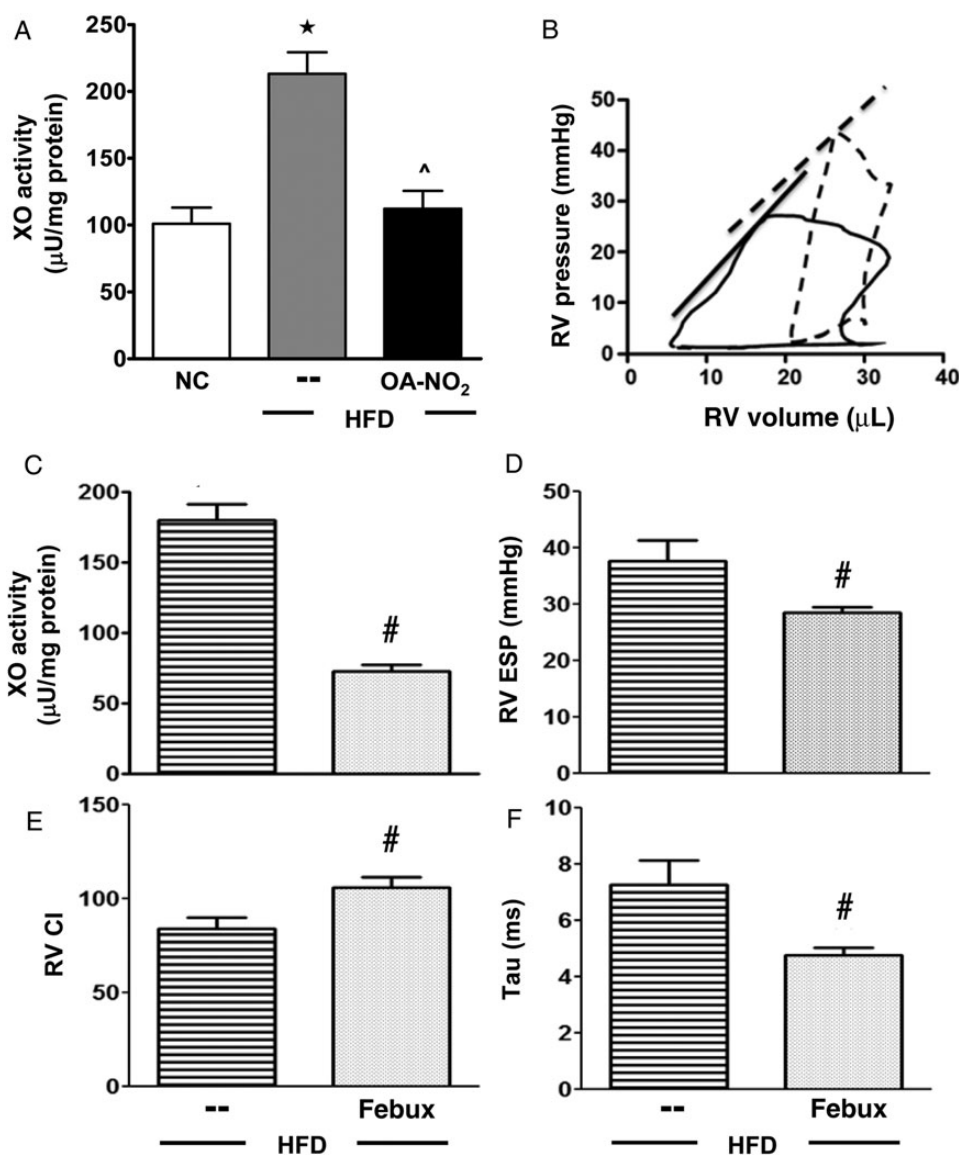 A
XO activity
(μU/mg protein)
250
200
150
100
50
0
★
^
NC
--
OA-NO₂
HFD
B
RV pressure (mmHg)
50
40
30
20
10
0
0 10 20 30 40
RV volume (μL)
C
XO activity
(μU/mg protein)
200
150
100
50
0
#
D
RV ESP (mmHg)
50
40
30
20
10
0
#
E
RV CI
150
100
50
0
#
--
Febux
HFD
F
Tau (ms)
10
8
6
4
2
0
#
--
Febux
HFD